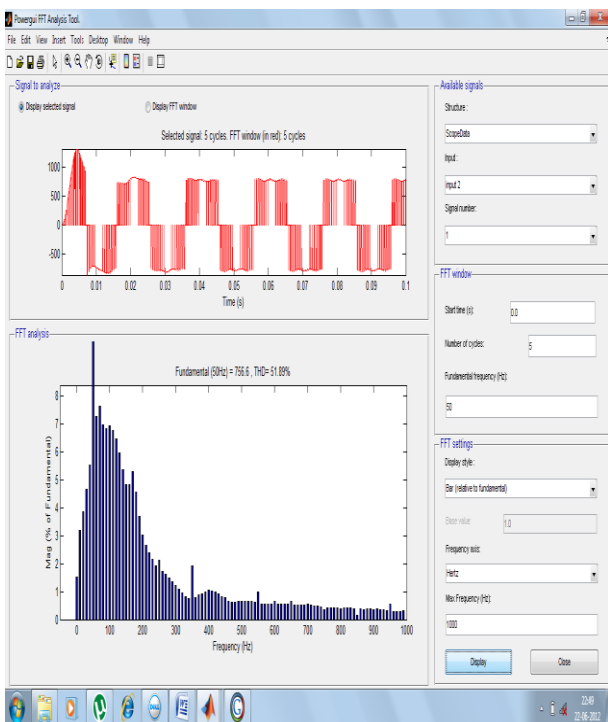 Powergui FFT Analysis Tool.
File Edit View Insert Tools Desktop Window Help
Signal to analyze
Display selected signal
Display FFT window
Selected signal: 5 cycles. FFT window (in red): 5 cycles
1000
500
0
-500
0 0.01 0.02 0.03 0.04 0.05 0.06 0.07 0.08 0.09 0.1
Time (s)
FFT analysis
Fundamental (50Hz) = 756.6 , THD= 51.89%
8
7
6
5
4
3
2
1
0
Mag (% of Fundamental)
0 100 200 300 400 500 600 700 800 900 1000
Frequency (Hz)
Available signals
Structure :
ScopeData
Input :
input 2
Signal number:
1
FFT window
Start time (s):
0.0
Number of cycles:
5
Fundamental frequency (Hz):
50
FFT settings
Display style :
Bar (relative to fundamental)
Base value:
1.0
Frequency axis:
Hertz
Max Frequency (Hz):
1000
Display
Close
DELL
W
G
22:49
22-06-2012